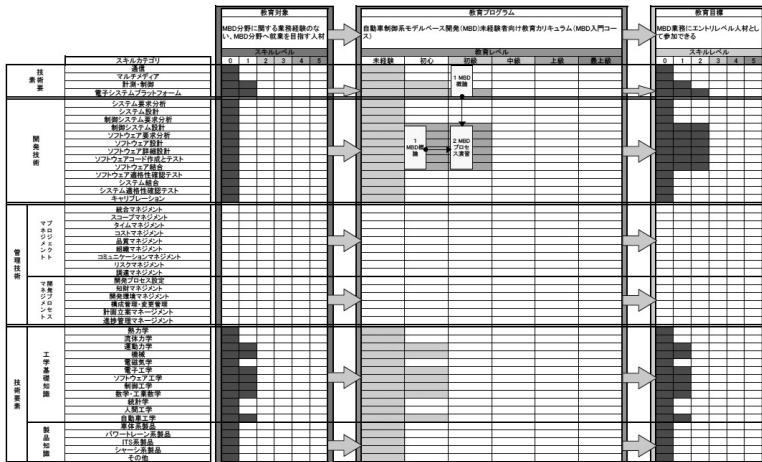 教育対象
教育プログラム
教育目標
MBD分野に関する業務経験のな
い、MBD分野へ就業を目指す人材
自動車制御系モデルベース開発(MBD)未経験者向け教育カリキュラム(MBD入門コー
ス)
MBD業務にエントリレベル人材とし
て参加できる
スキルレベル
教育レベル
スキルレベル
スキルカテゴリ
0 1 2 3 4 5
未経験 初心 初級 中級 上級 最上級
0 1 2 3 4 5
技術要素
通信
マルチメディア
計測・制御
電子システムプラットフォーム
1 MBD
概論
開発技術
システム要求分析
システム設計
制御システム要求分析
制御システム設計
ソフトウェア要求分析
ソフトウェア設計
ソフトウェア詳細設計
ソフトウェアコード作成とテスト
ソフトウェア結合
ソフトウェア適格性確認テスト
システム結合
システム適格性確認テスト
キャリブレーション
1
MBD概
論
2 MBD
プロセ
ス演習
管理技術
プロジェクト
マネジメント
統合マネジメント
スコープマネジメント
タイムマネジメント
コストマネジメント
品質マネジメント
組織マネジメント
コミュニケーションマネジメント
リスクマネジメント
調達マネジメント
開発プロセス
マネジメント
開発プロセス設定
知財マネジメント
開発環境マネジメント
構成管理・変更管理
計画立案マネージメント
進捗管理マネージメント
技術要素
工学基礎知識
熱力学
流体力学
運動力学
機械
電磁気学
電子工学
ソフトウェア工学
制御工学
数学・工業数学
統計学
人間工学
自動車工学
製品知識
車体系製品
パワートレーン系製品
ITS系製品
シャーシ系製品
その他